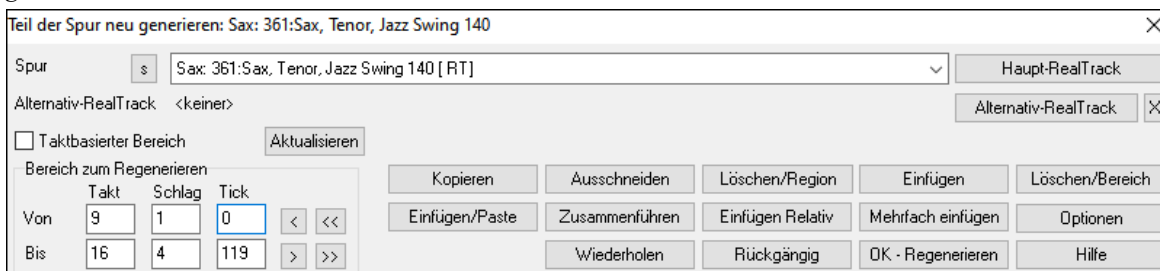 Teil der Spur neu generieren: Sax: 361:Sax, Tenor, Jazz Swing 140
Spur s Sax: 361:Sax, Tenor, Jazz Swing 140 [ RT] Haupt-RealTrack
Alternativ-RealTrack <keiner> Alternativ-RealTrack X
Taktbasierter Bereich Aktualisieren
Bereich zum Regenerieren
Kopieren Ausschneiden Löschen/Region Einfügen Löschen/Bereich
Takt Schlag Tick
Von 9 1 0 < << Einfügen/Paste Zusammenführen Einfügen Relativ Mehrfach einfügen Optionen
Bis 16 4 119 > >> Wiederholen Rückgängig OK - Regenerieren Hilfe